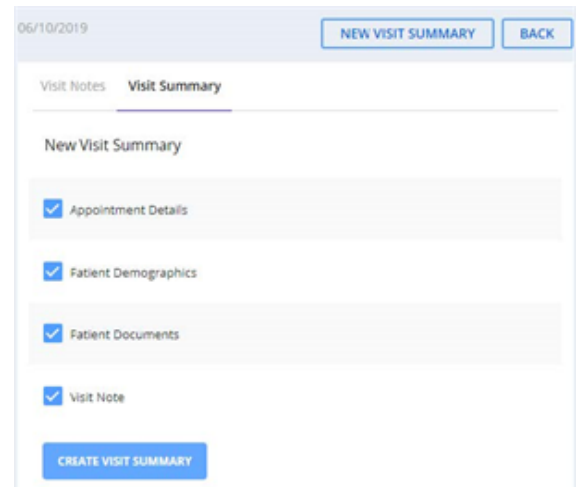 06/10/2019 NEW VISIT SUMMARY BACK
Visit Notes Visit Summary
New Visit Summary
Appointment Details
Patient Demographics
Patient Documents
Visit Note
CREATE VISIT SUMMARY